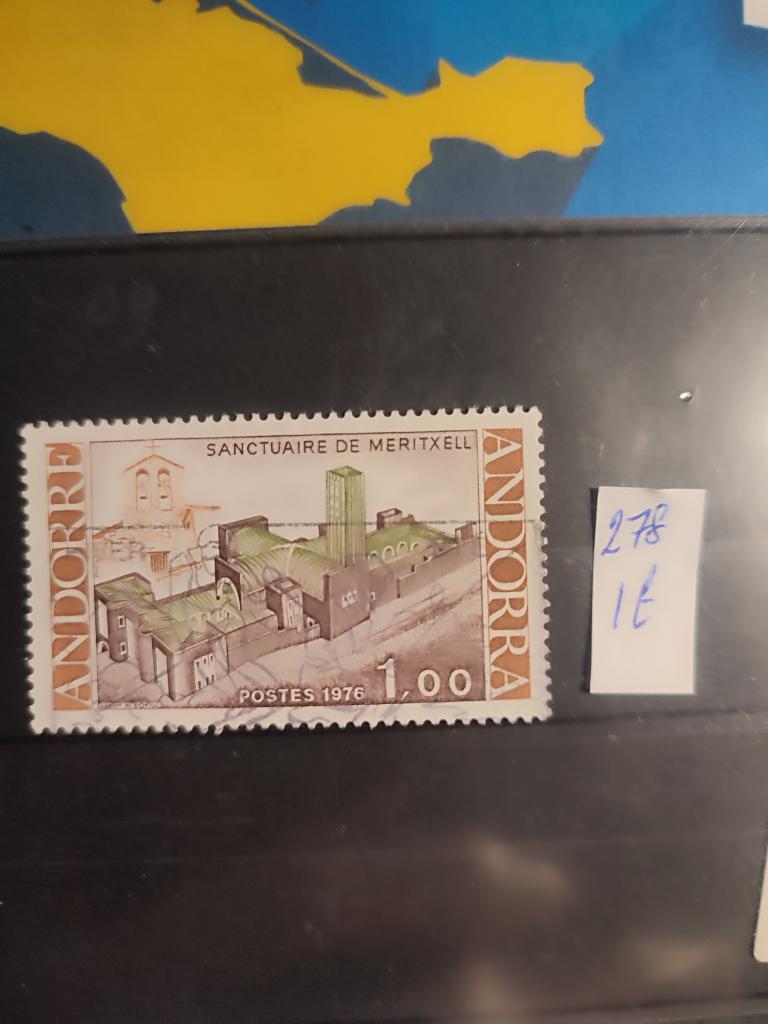 SANCTUAIRE DE MERITXELL
ANDORRE
ANDORRA
POSTES 1976 1,00
278
1 €